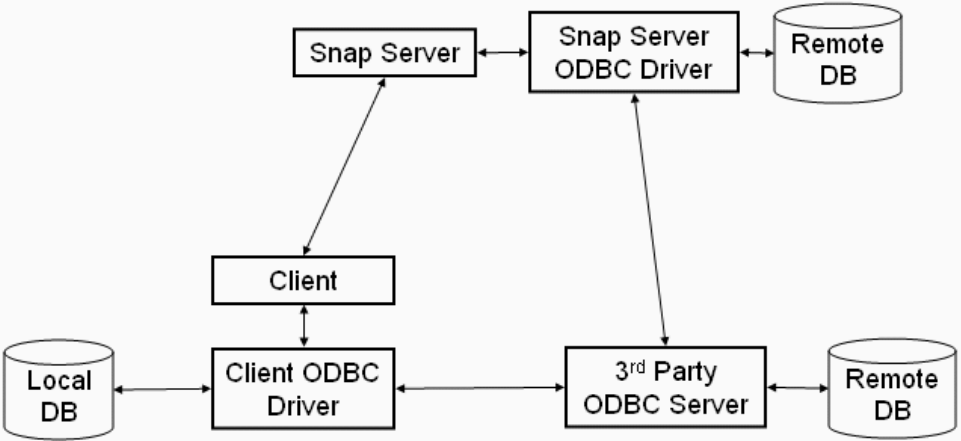 Snap Server
Snap Server
ODBC Driver
Remote
DB
Client
Local
DB
Client ODBC
Driver
3rd Party
ODBC Server
Remote
DB